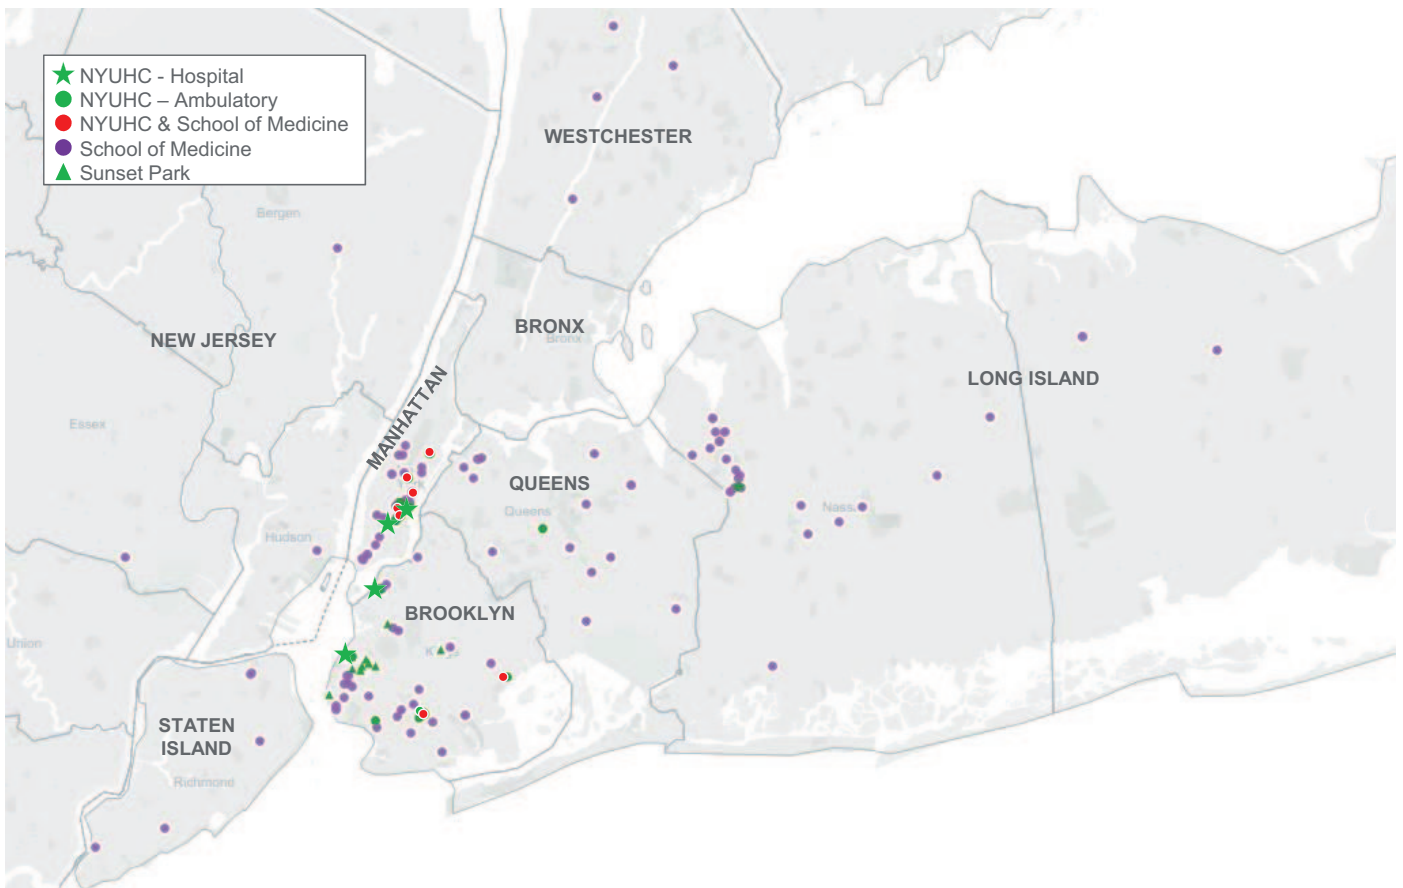 NYUHC - Hospital
NYUHC – Ambulatory
NYUHC & School of Medicine
School of Medicine
Sunset Park
WESTCHESTER
Bergen
NEW JERSEY
BRONX
Bronx
MANHATTAN
LONG ISLAND
Essex
QUEENS
Queens
Hudson
BROOKLYN
Union
STATEN
ISLAND
Richmond